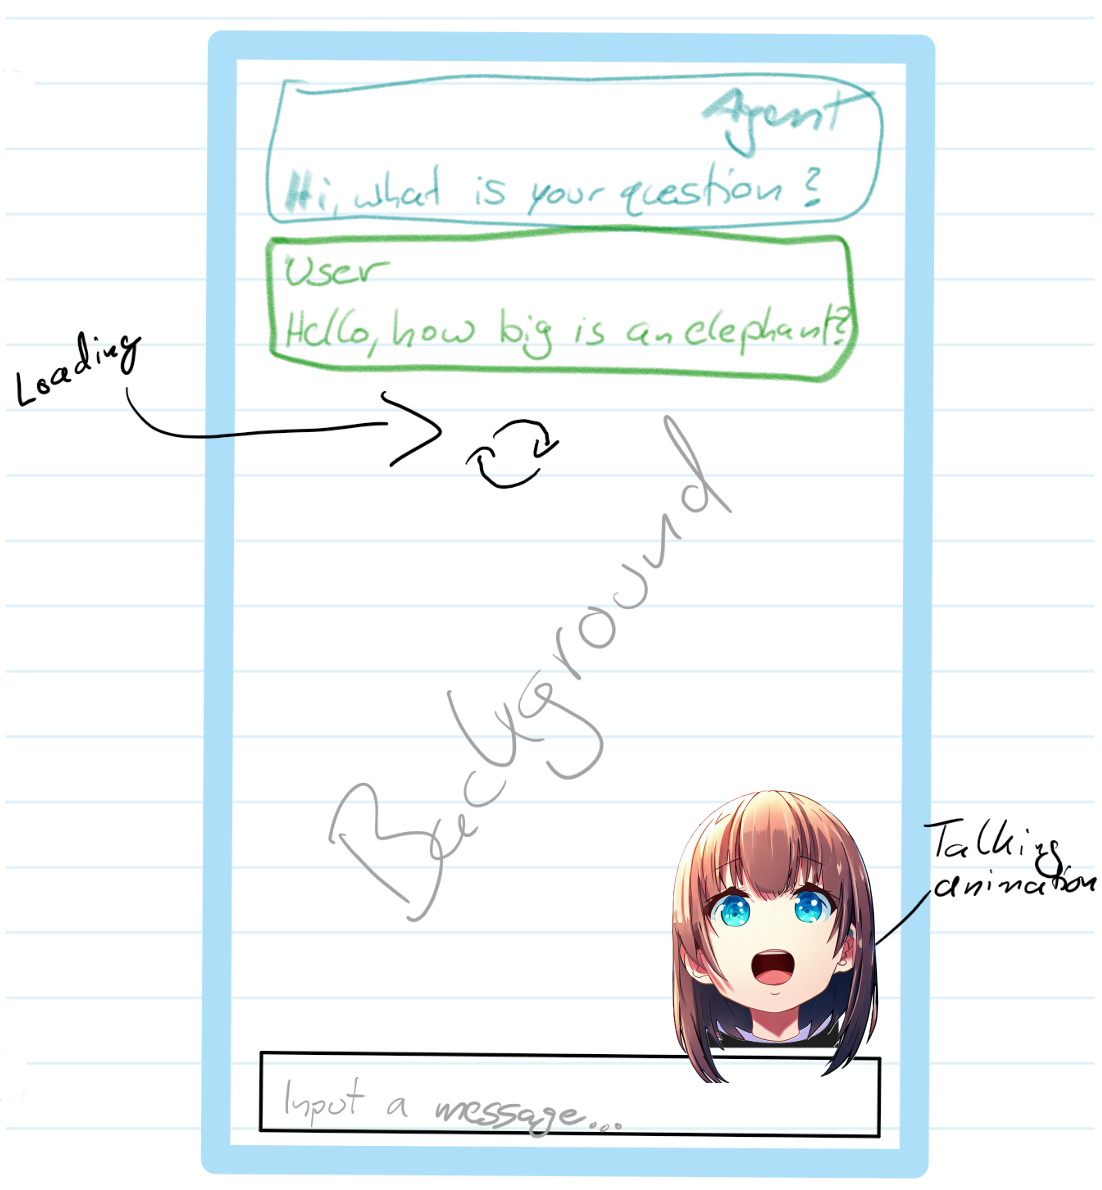 Agent
Hi, what is your question?
User
Hello, how big is an elephant?
Loading
Background
Talking
animation
Input a message...